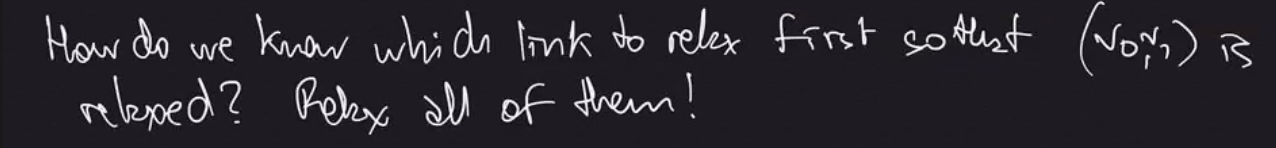 How do we know which link to relax first so that (v₀,v₁) is
relaxed? Relax all of them!